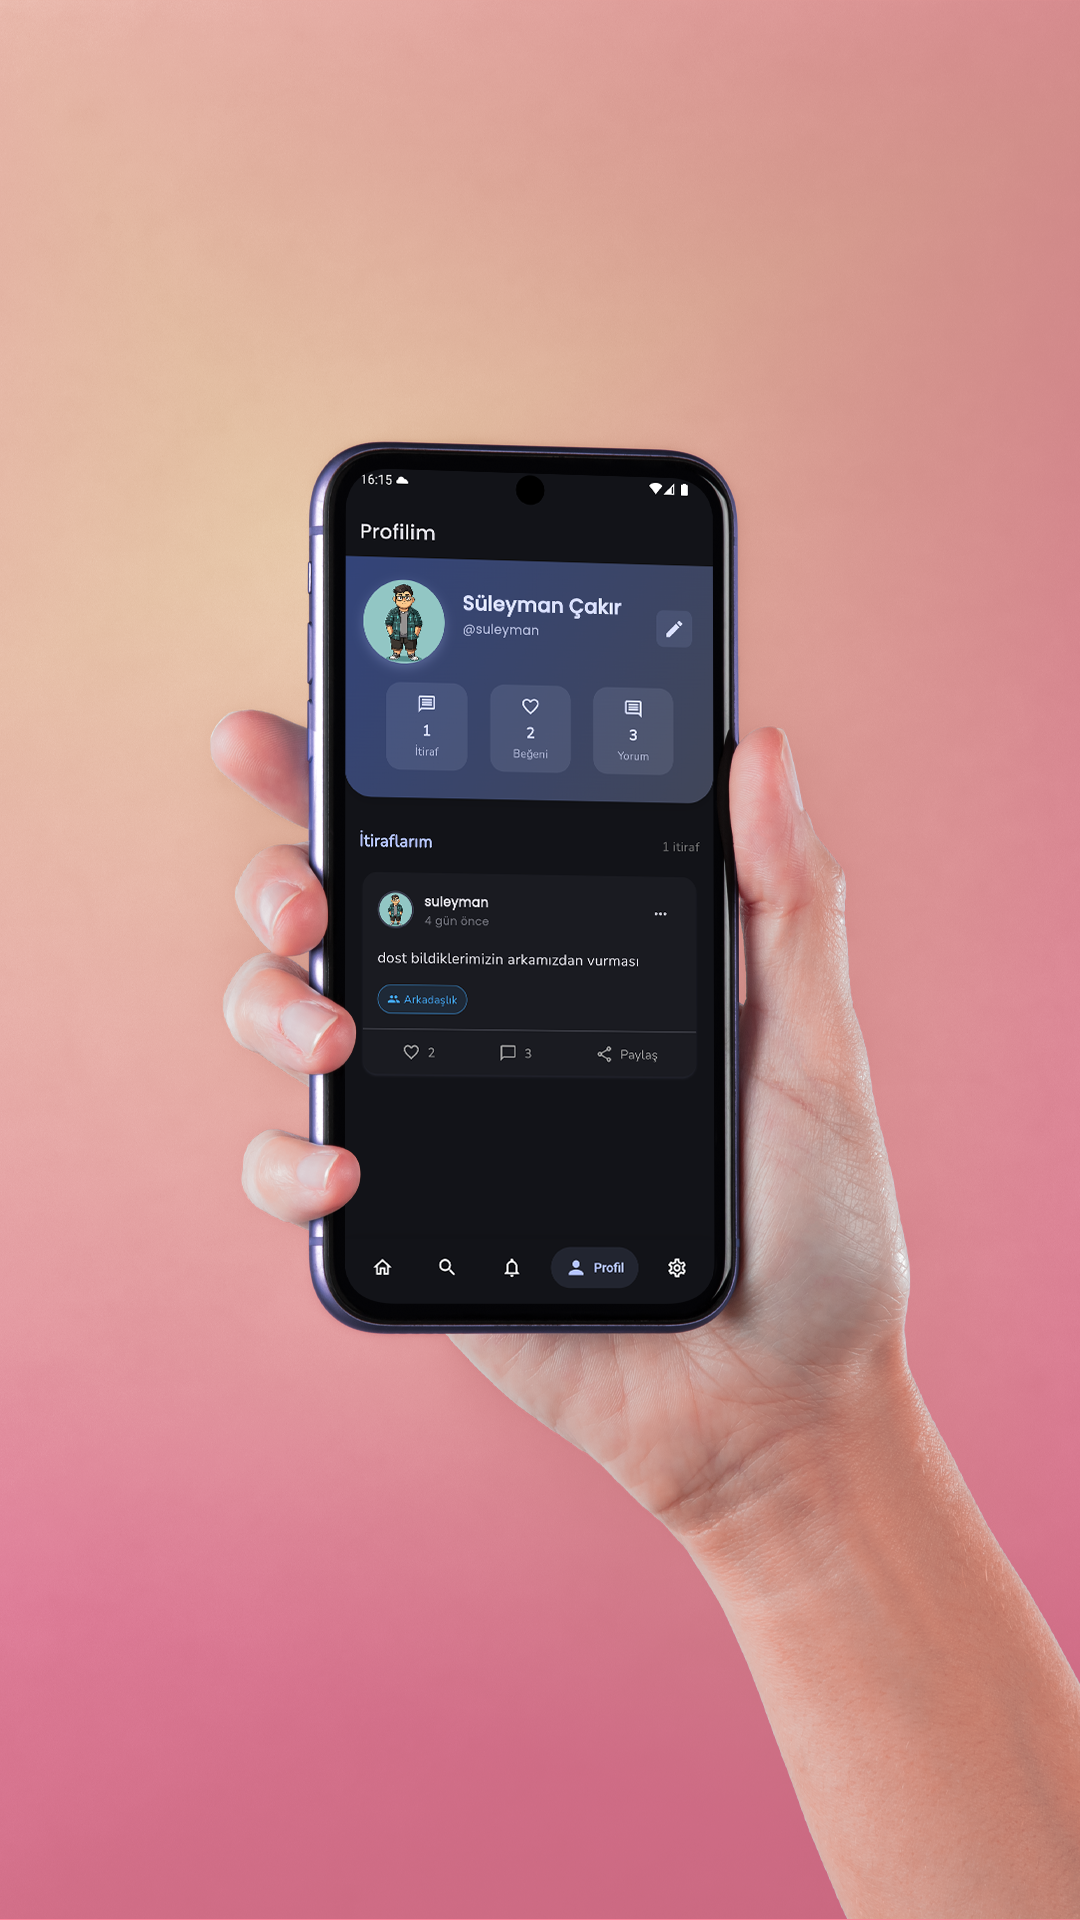 16:15
Profilim
Süleyman Çakır
@suleyman
1
İtiraf
2
Beğeni
3
Yorum
İtiraflarım
1 itiraf
suleyman
4 gün önce
dost bildiklerimizin arkamızdan vurması
Arkadaşlık
2
3
Paylaş
Profil